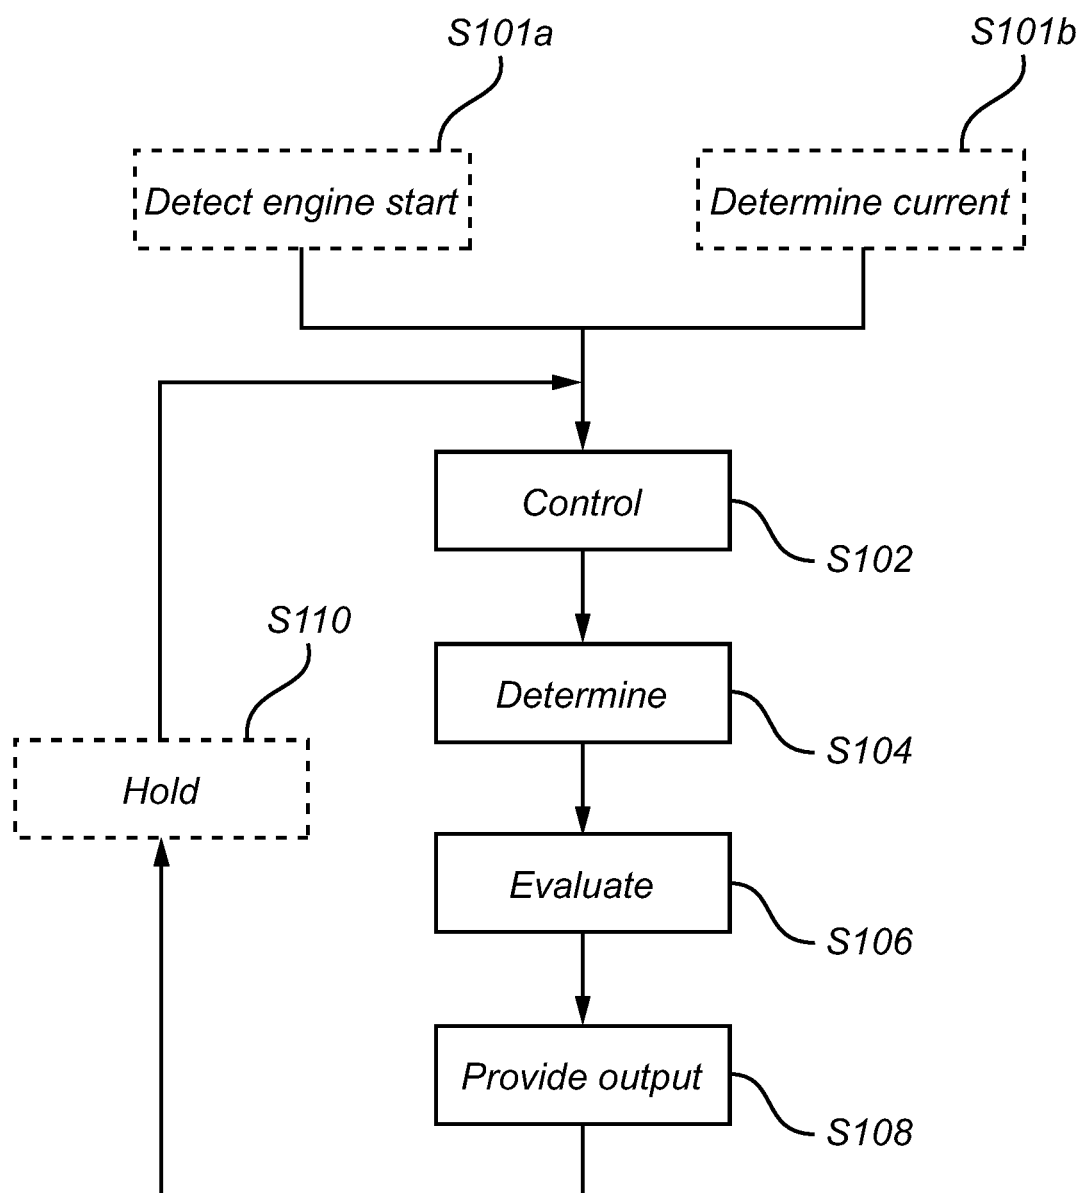 S101a
S101b
Detect engine start
Determine current
Control
S102
S110
Determine
S104
Hold
Evaluate
S106
Provide output
S108